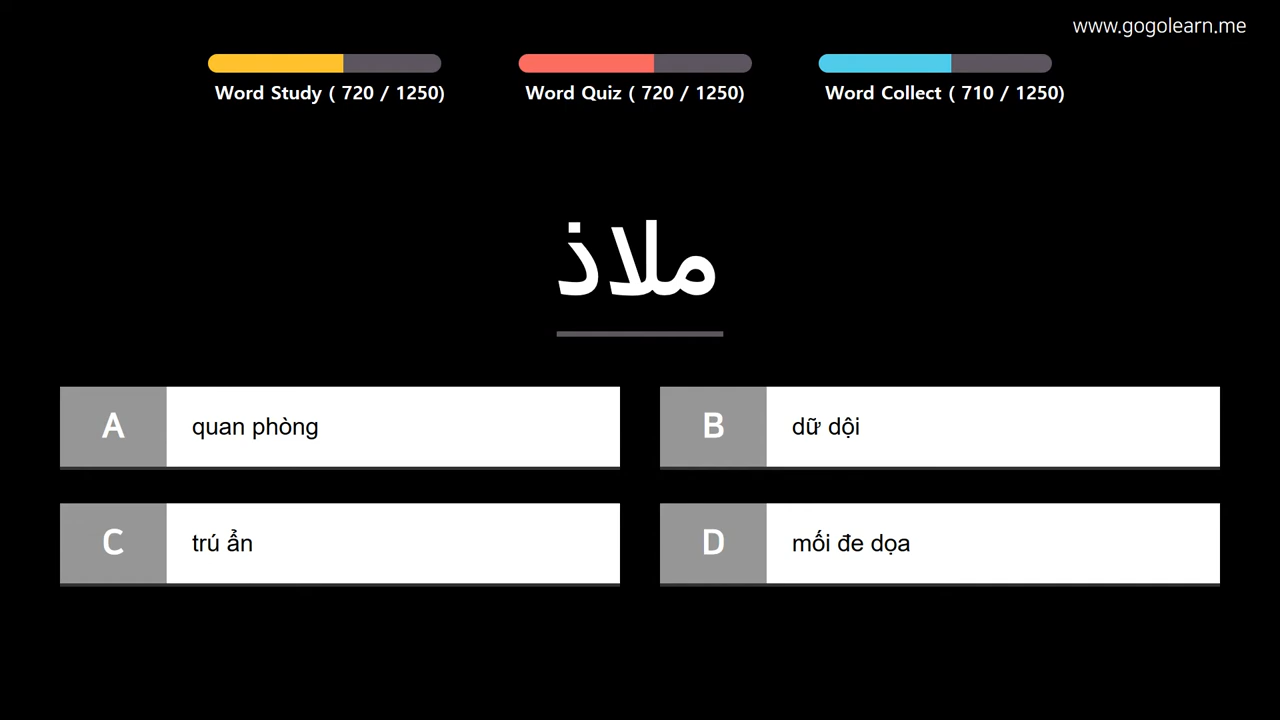 www.gogolearn.me
Word Study ( 720 / 1250)
Word Quiz ( 720 / 1250)
Word Collect ( 710 / 1250)
ملاذ
A quan phòng
B dữ dội
C trú ẩn
D mối đe dọa